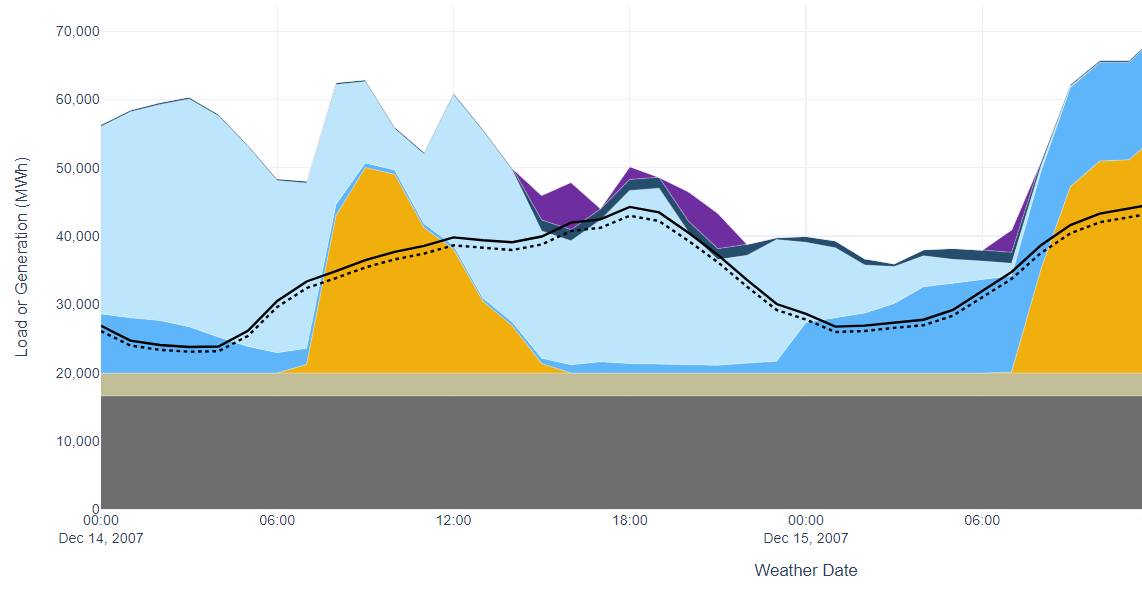 Load or Generation (MWh)
70,000
60,000
50,000
40,000
30,000
20,000
10,000
0
00:00 06:00 12:00 18:00 00:00 06:00
Dec 14, 2007 Dec 15, 2007
Weather Date